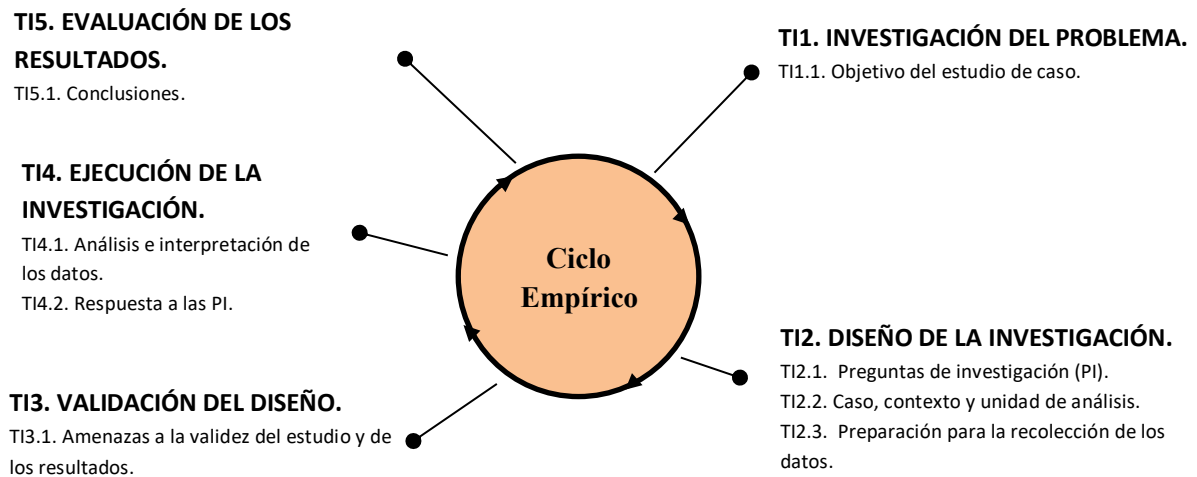 TI5. EVALUACIÓN DE LOS
RESULTADOS.
TI5.1. Conclusiones.
TI1. INVESTIGACIÓN DEL PROBLEMA.
TI1.1. Objetivo del estudio de caso.
TI4. EJECUCIÓN DE LA
INVESTIGACIÓN.
TI4.1. Análisis e interpretación de
los datos.
TI4.2. Respuesta a las PI.
Ciclo
Empírico
TI2. DISEÑO DE LA INVESTIGACIÓN.
TI2.1. Preguntas de investigación (PI).
TI2.2. Caso, contexto y unidad de análisis.
TI2.3. Preparación para la recolección de los
datos.
TI3. VALIDACIÓN DEL DISEÑO.
TI3.1. Amenazas a la validez del estudio y de
los resultados.